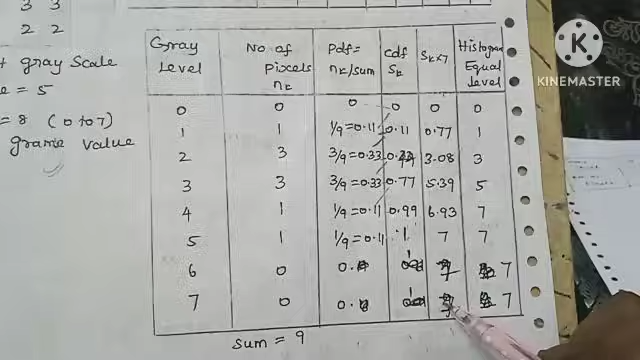 3 3
2 2
+ gray Scale
e = 5
= 8 (0 to 7)
grame value
Gray Level No of Pixels nk Pdf= nk/sum Cdf Sk Sk×7 Histogram Equal level
0 0 0 0 0 0
1 1 1/9=0.11 0.11 0.77 1
2 3 3/9=0.33 3.08 3
3 3 3/9=0.33 0.77 5.39 5
4 1 1/9=0.11 0.99 6.93 7
5 1 1/9=0.11 1 7 7
6 0 0. 1 7 7
7 0 0. 1 7
sum = 9
KINEMASTER